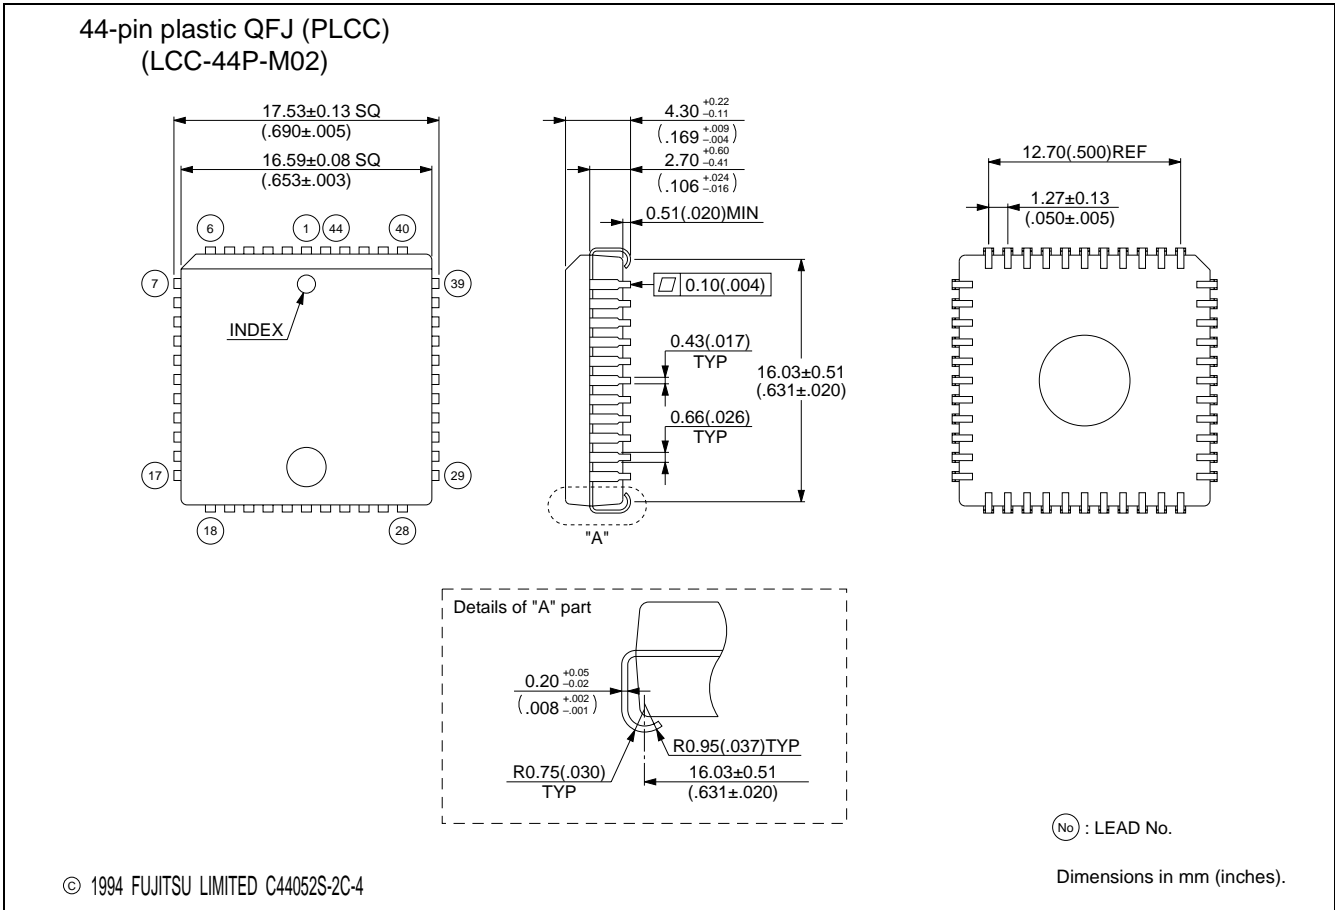 44-pin plastic QFJ (PLCC)
(LCC-44P-M02)
17.53±0.13 SQ
(.690±.005)
16.59±0.08 SQ
(.653±.003)
6
1
44
40
7
39
INDEX
17
29
18
28
4.30 +0.22 –0.11
(.169 +.009 –.004)
2.70 +0.60 –0.41
(.106 +.024 –.016)
0.51(.020)MIN
0.10(.004)
0.43(.017)
TYP
16.03±0.51
(.631±.020)
0.66(.026)
TYP
"A"
12.70(.500)REF
1.27±0.13
(.050±.005)
Details of "A" part
0.20 +0.05 –0.02
(.008 +.002 –.001)
R0.95(.037)TYP
R0.75(.030)
TYP
16.03±0.51
(.631±.020)
No : LEAD No.
© 1994 FUJITSU LIMITED C44052S-2C-4
Dimensions in mm (inches).